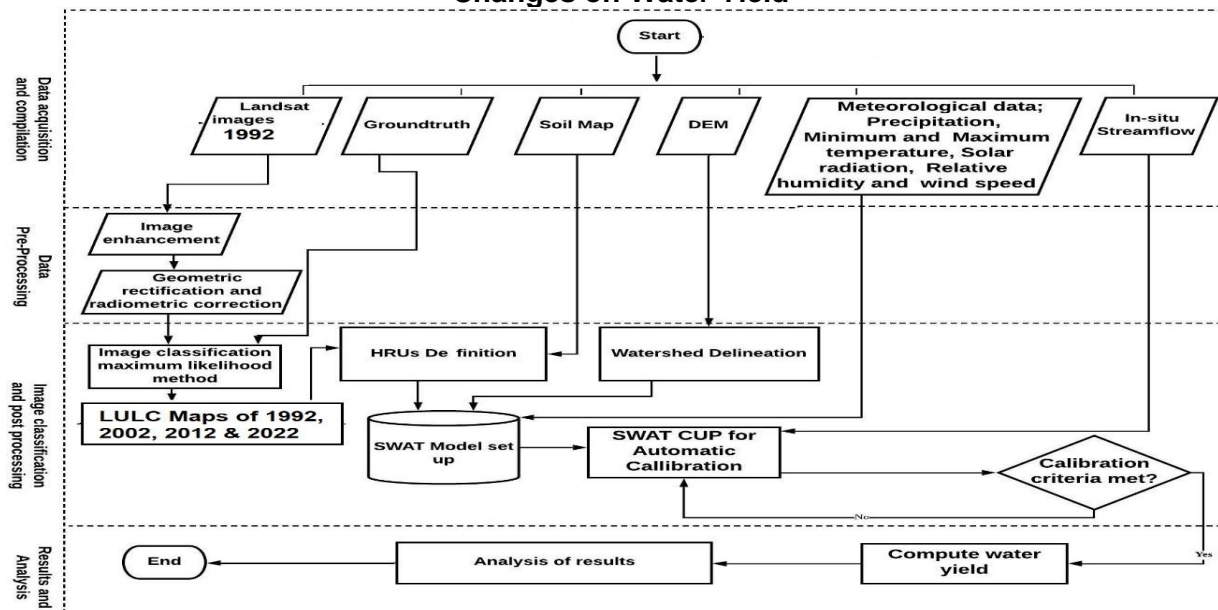 Changes on Water Yield
Start
Data acquisition
and compilation
Landsat
images
1992
Groundtruth
Soil Map
DEM
Meteorological data;
Precipitation,
Minimum and Maximum
temperature, Solar
radiation, Relative
humidity and wind speed
In-situ
Streamflow
Data
Pre-Processing
Image
enhancement
Geometric
rectification and
radiometric correction
Image classification
and post processing
Image classification
maximum likelihood
method
HRUs De finition
Watershed Delineation
LULC Maps of 1992,
2002, 2012 & 2022
SWAT Model set
up
SWAT CUP for
Automatic
Callibration
Calibration
criteria met?
No
Yes
Results and
Analysis
End
Analysis of results
Compute water
yield